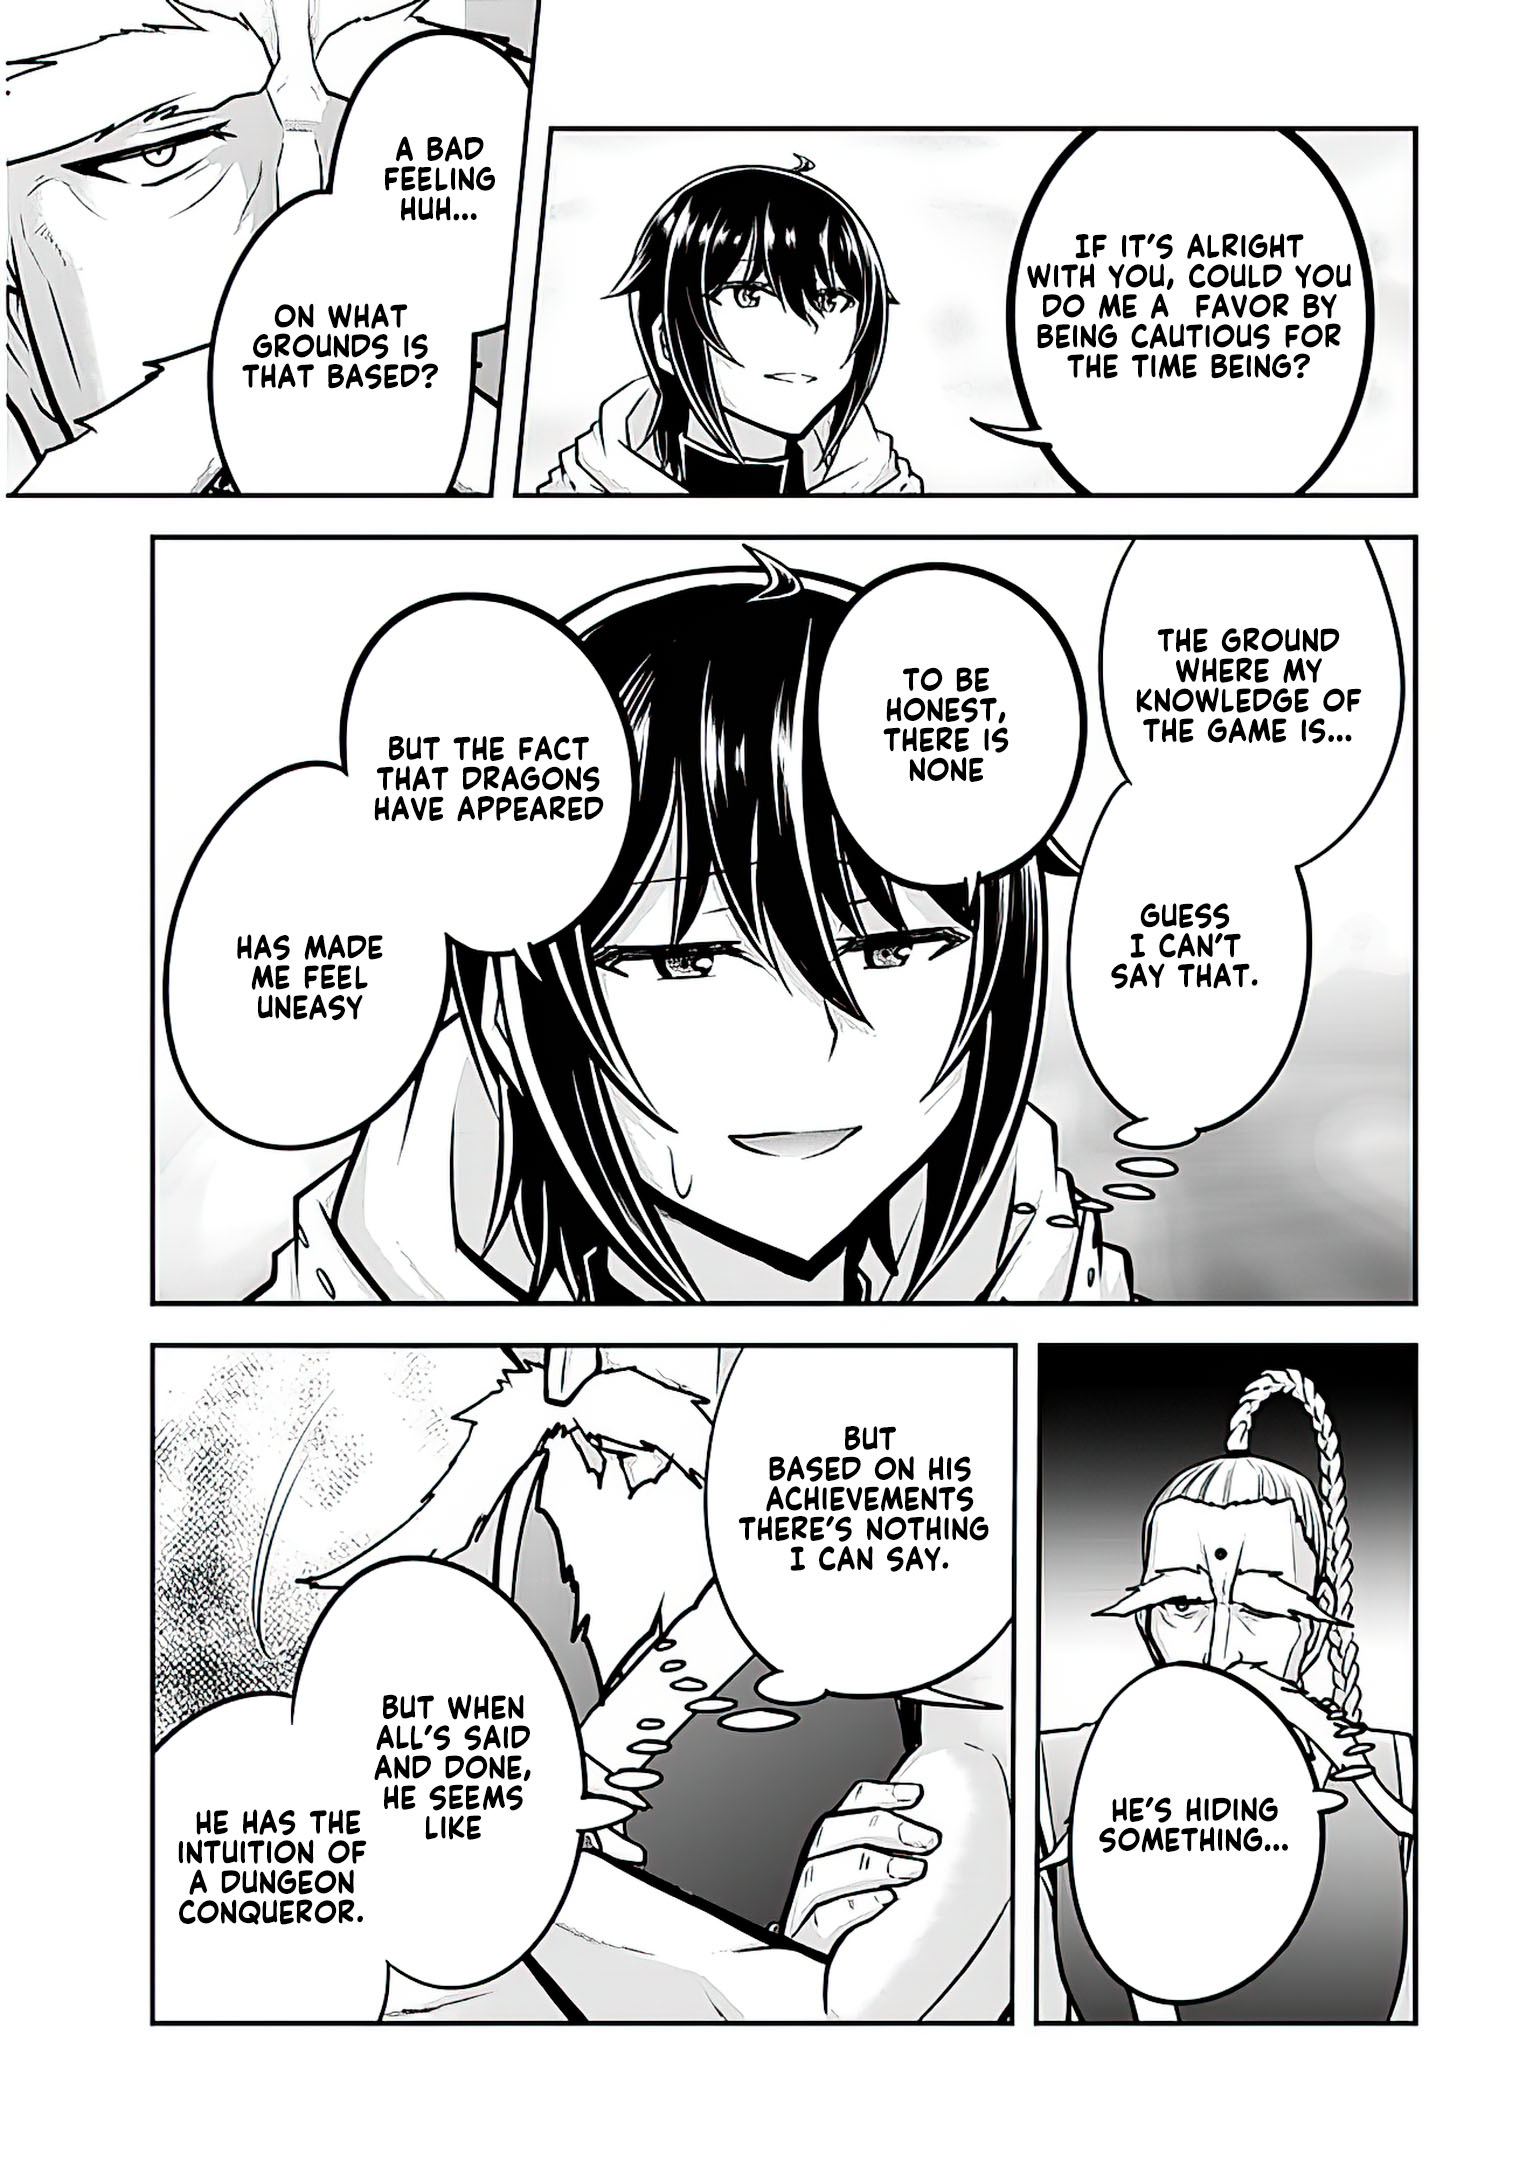 IF IT'S ALRIGHT
WITH YOU, COULD YOU
DO ME A FAVOR BY
BEING CAUTIOUS FOR
THE TIME BEING?
A BAD
FEELING
HUH...
ON WHAT
GROUNDS IS
THAT BASED?
THE GROUND
WHERE MY
KNOWLEDGE OF
THE GAME IS...
GUESS
I CAN'T
SAY THAT.
TO BE
HONEST,
THERE IS
NONE
BUT THE FACT
THAT DRAGONS
HAVE APPEARED
HAS MADE
ME FEEL
UNEASY
HE'S HIDING
SOMETHING...
BUT
BASED ON HIS
ACHIEVEMENTS
THERE'S NOTHING
I CAN SAY.
BUT WHEN
ALL'S SAID
AND DONE,
HE SEEMS
LIKE
HE HAS THE
INTUITION OF
A DUNGEON
CONQUEROR.